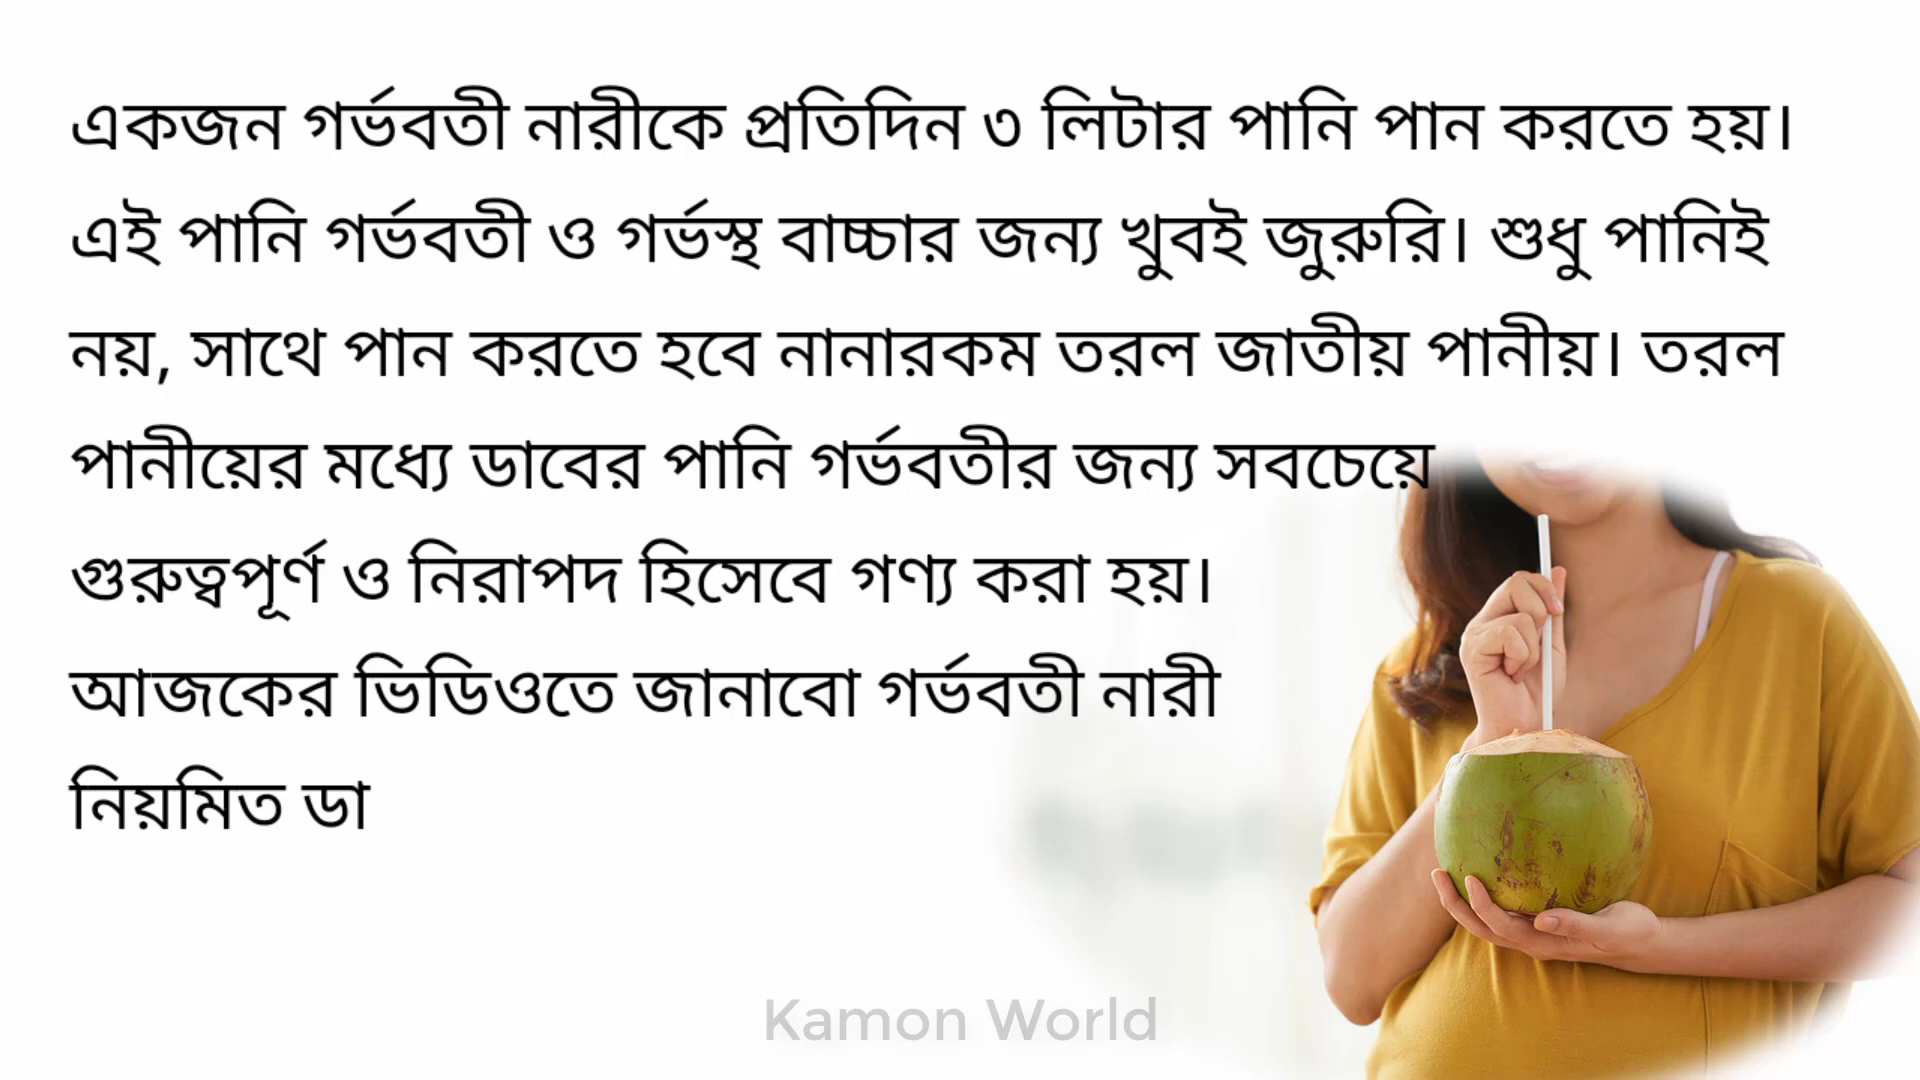 একজন গর্ভবতী নারীকে প্রতিদিন ৩ লিটার পানি পান করতে হয়।
এই পানি গর্ভবতী ও গর্ভস্থ বাচ্চার জন্য খুবই জুরুরি। শুধু পানিই
নয়, সাথে পান করতে হবে নানারকম তরল জাতীয় পানীয়। তরল
পানীয়ের মধ্যে ডাবের পানি গর্ভবতীর জন্য সবচেয়ে
গুরুত্বপূর্ণ ও নিরাপদ হিসেবে গণ্য করা হয়।
আজকের ভিডিওতে জানাবো গর্ভবতী নারী
নিয়মিত ডা
Kamon World